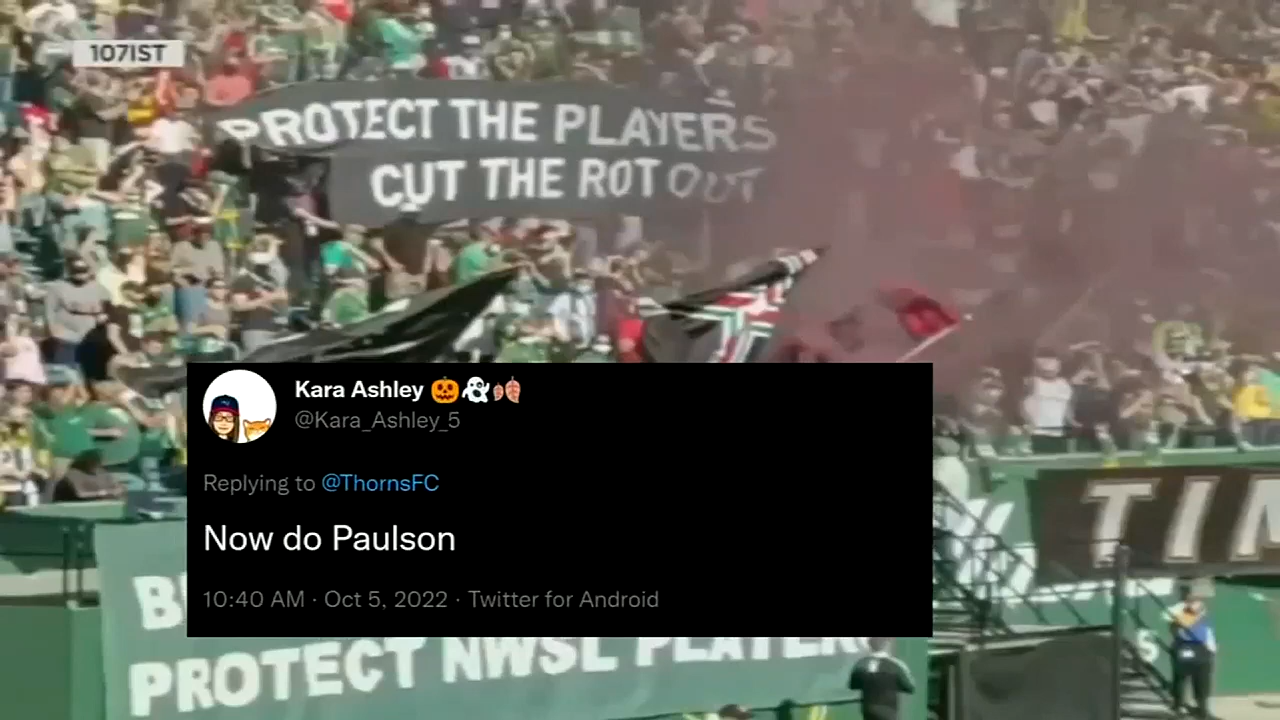 107IST
PROTECT THE PLAYERS
CUT THE ROT OUT
Kara Ashley 🎃👻🍂
@Kara_Ashley_5
Replying to @ThornsFC
Now do Paulson
10:40 AM · Oct 5, 2022 · Twitter for Android
PROTECT NWSL PLAYERS